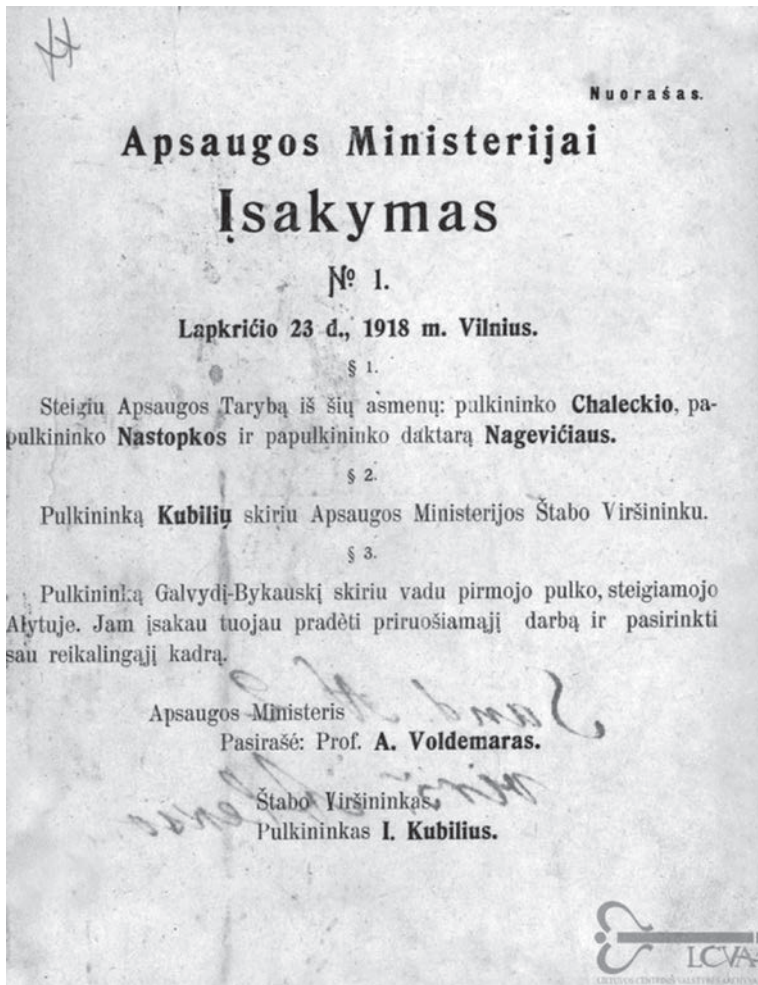 Nuorašas.
Apsaugos Ministerijai
Įsakymas
№ 1.
Lapkričio 23 d., 1918 m. Vilnius.
§ 1.
Steigiu Apsaugos Tarybą iš šių asmenų: pulkininko Chaleckio, pa-
pulkininko Nastopkos ir papulkininko daktarą Nagevičiaus.
§ 2.
Pulkininką Kubilių skiriu Apsaugos Ministerijos Štabo Viršininku.
§ 3.
Pulkininką Galvydį-Bykauskį skiriu vadu pirmojo pulko, steigiamojo
Alytuje. Jam įsakau tuojau pradėti priruošiamąjį darbą ir pasirinkti
sau reikalingąjį kadrą.
Apsaugos Ministeris
Pasirašė: Prof. A. Voldemaras.
Štabo Viršininkas,
Pulkininkas I. Kubilius.
LCVA